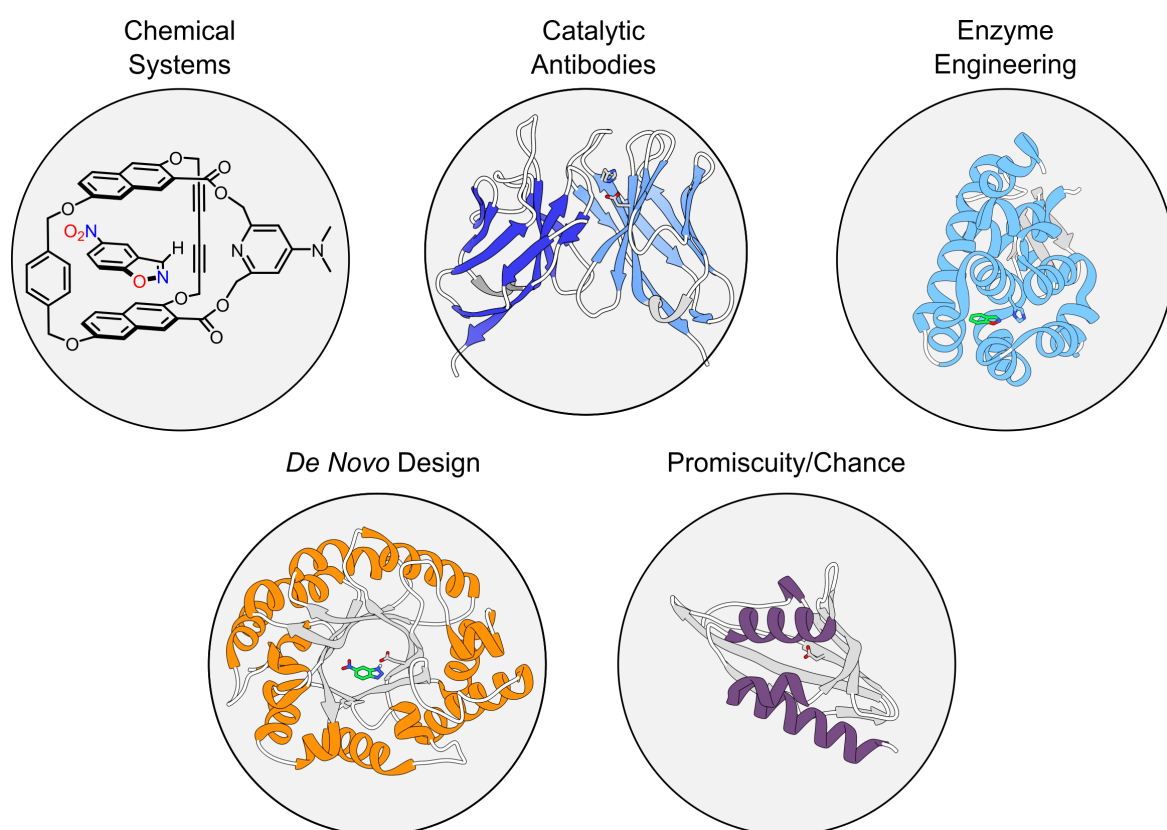 Chemical
Systems
Catalytic
Antibodies
Enzyme
Engineering
O
O
O
O
O₂N
H
N
N
O
N
O
O
O
O
De Novo Design
Promiscuity/Chance